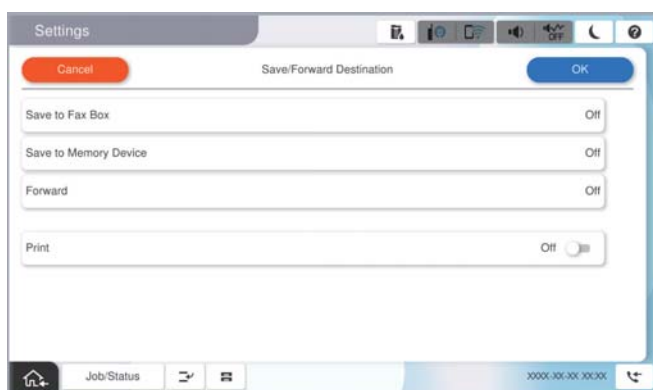 Settings
OFF
Cancel
Save/Forward Destination
OK
Save to Fax Box
Off
Save to Memory Device
Off
Forward
Off
Print
Off
Job/Status
XXXX-XX-XX XX:XX